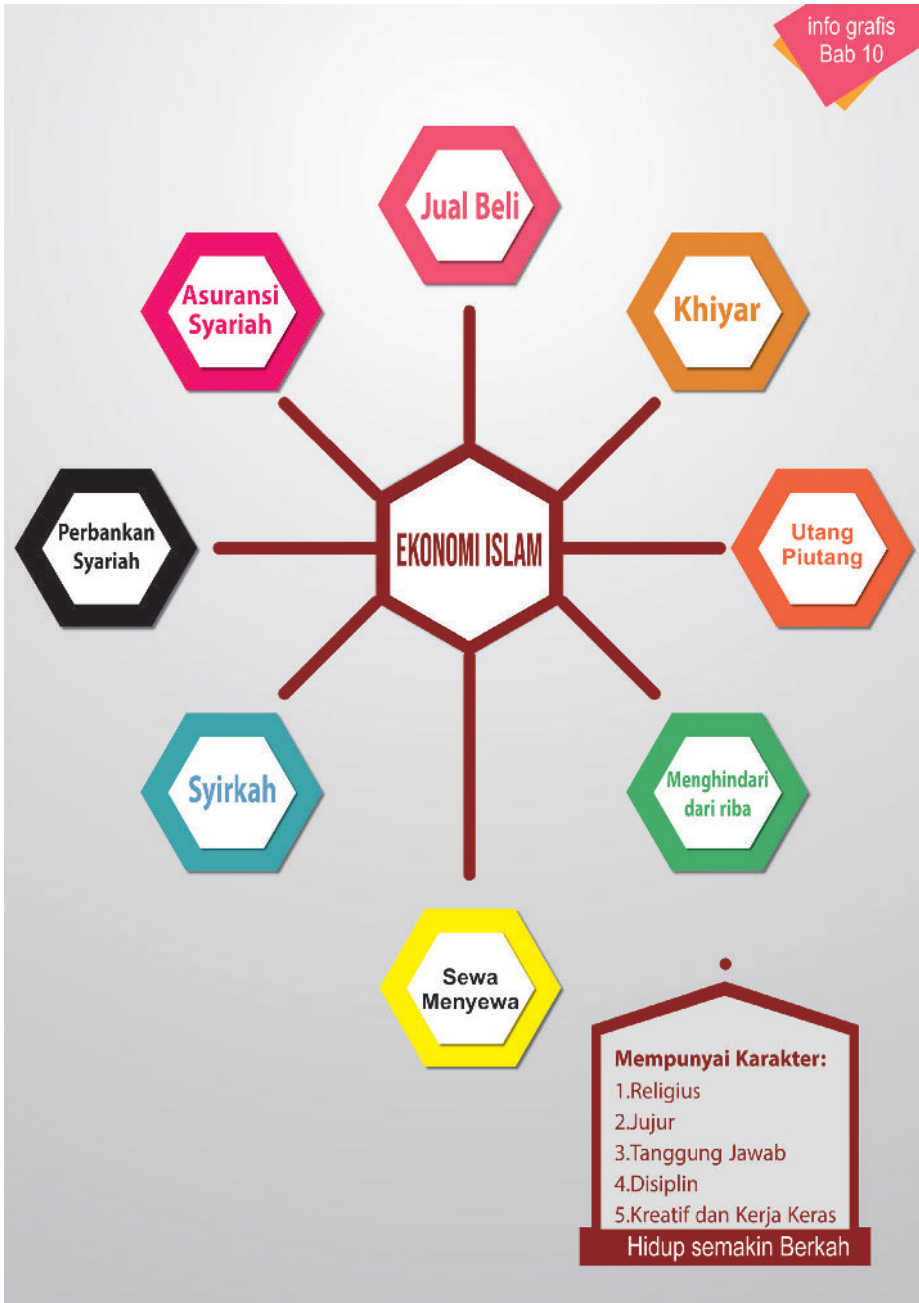 info grafis
Bab 10
Jual Beli
Asuransi
Syariah
Khiyar
Perbankan
Syariah
EKONOMI ISLAM
Utang
Piutang
Syirkah
Menghindari
dari riba
Sewa
Menyewa
Mempunyai Karakter:
1.Religius
2.Jujur
3.Tanggung Jawab
4.Disiplin
5.Kreatif dan Kerja Keras
Hidup semakin Berkah